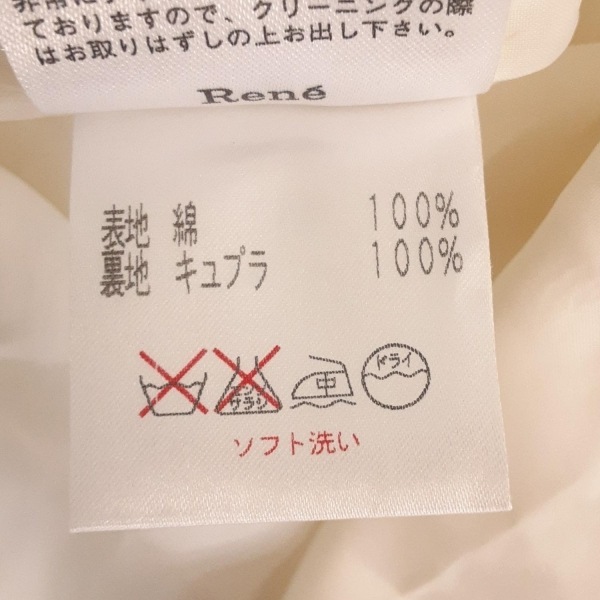 ておりますので、クリーニングの際
はお取りはずしの上お出し下さい。
René
表地 綿 100%
裏地 キュプラ 100%
中
ドライ
ソフト洗い